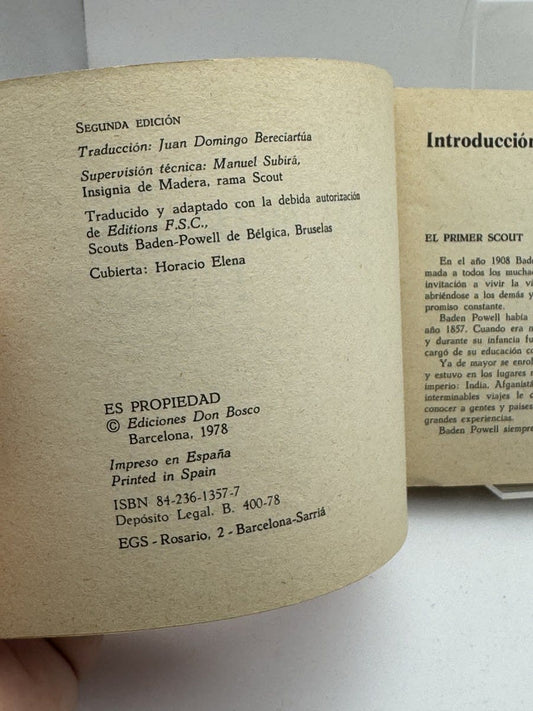 SEGUNDA EDICIÓN
Traducción: Juan Domingo Bereciartúa
Supervisión técnica: Manuel Subirá,
Insignia de Madera, rama Scout
Traducido y adaptado con la debida autorización
de Editions F.S.C.,
Scouts Baden-Powell de Bélgica, Bruselas
Cubierta: Horacio Elena
ES PROPIEDAD
© Ediciones Don Bosco
Barcelona, 1978
Impreso en España
Printed in Spain
ISBN 84-236-1357-7
Depósito Legal. B. 400-78
EGS - Rosario, 2 - Barcelona-Sarriá
Introducción
EL PRIMER SCOUT
En el año 1908 Bade
mada a todos los mucha
invitación a vivir la vi
abriéndose a los demás y
promiso constante.
Baden Powell había
año 1857. Cuando era m
y durante su infancia fu
cargó de su educación co
Ya de mayor se enrol
y estuvo en los lugares m
imperio: India, Afganist
interminables viajes le
conocer a gentes y países
grandes experiencias.
Baden Powell siempre